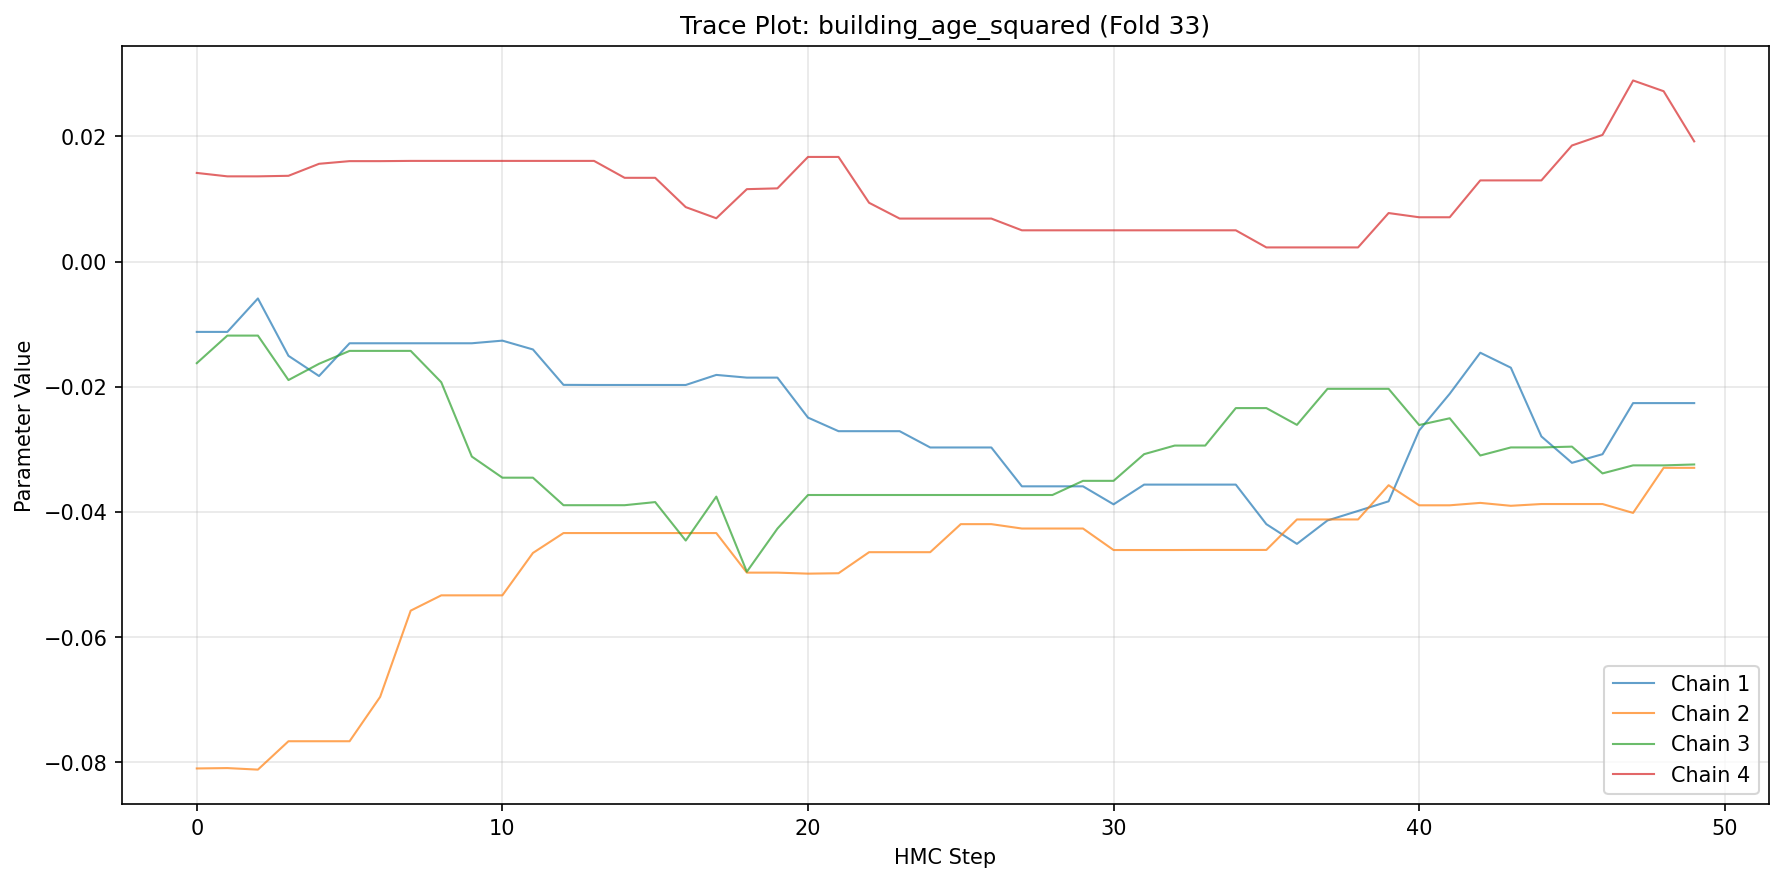 Trace Plot: building_age_squared (Fold 33)
Parameter Value
0.02
0.00
−0.02
−0.04
−0.06
−0.08
0 10 20 30 40 50
HMC Step
Chain 1
Chain 2
Chain 3
Chain 4